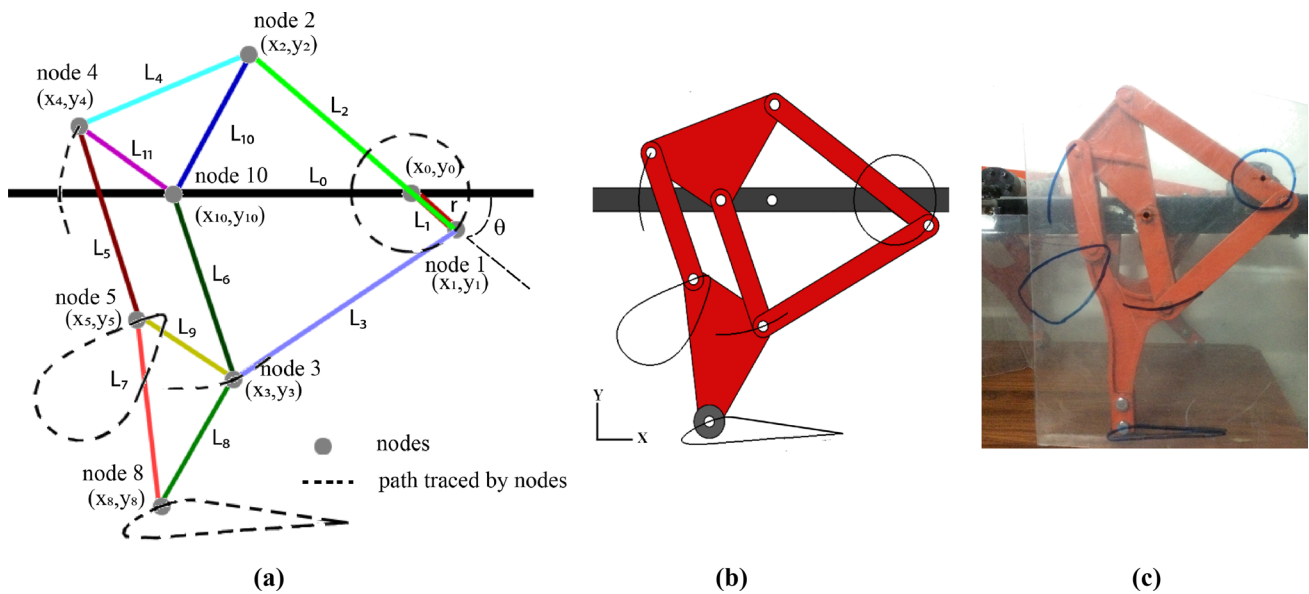 node 2
(x₂,y₂)
node 4
(x₄,y₄)
L₄
L₂
L₁₀
L₁₁
node 10
(x₁₀,y₁₀)
L₀
(x₀,y₀)
r
L₁
θ
node 1
(x₁,y₁)
L₅
L₆
node 5
(x₅,y₅)
L₉
L₃
L₇
node 3
(x₃,y₃)
L₈
node 8
(x₈,y₈)
nodes
path traced by nodes
Y
X
(a)
(b)
(c)